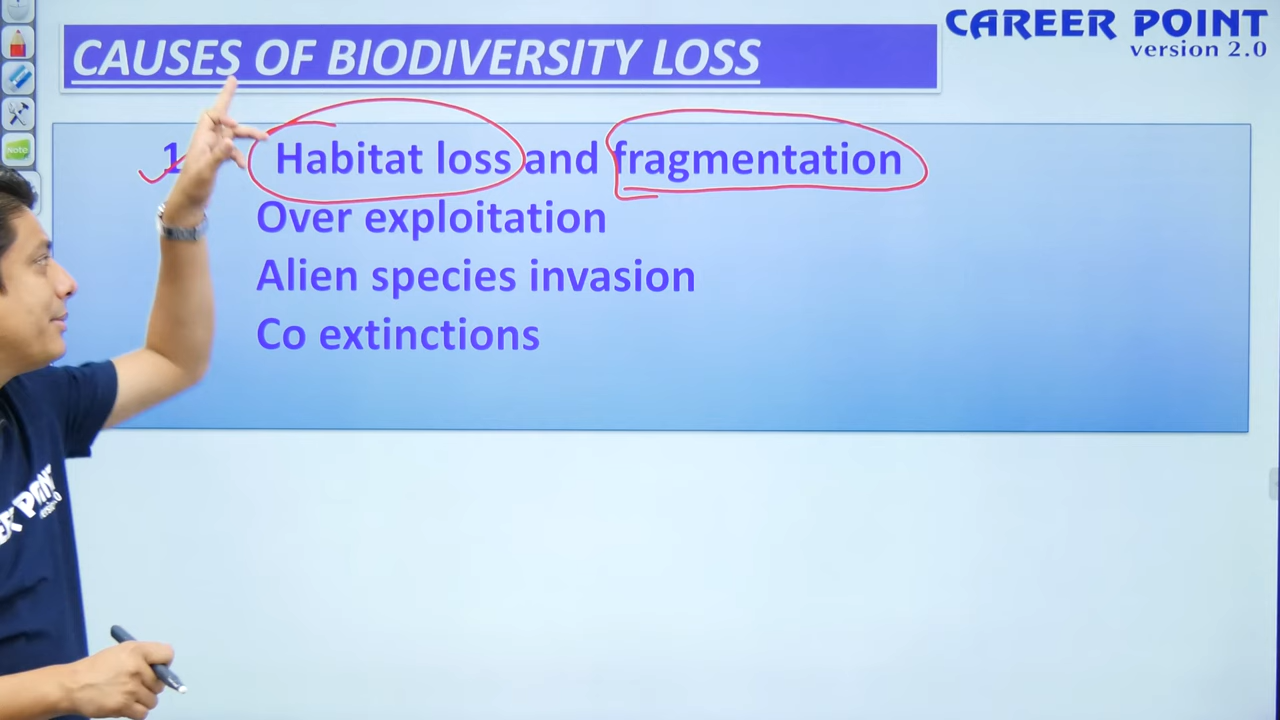 CAREER POINT
version 2.0
CAUSES OF BIODIVERSITY LOSS
1 Habitat loss and fragmentation
Over exploitation
Alien species invasion
Co extinctions
Note